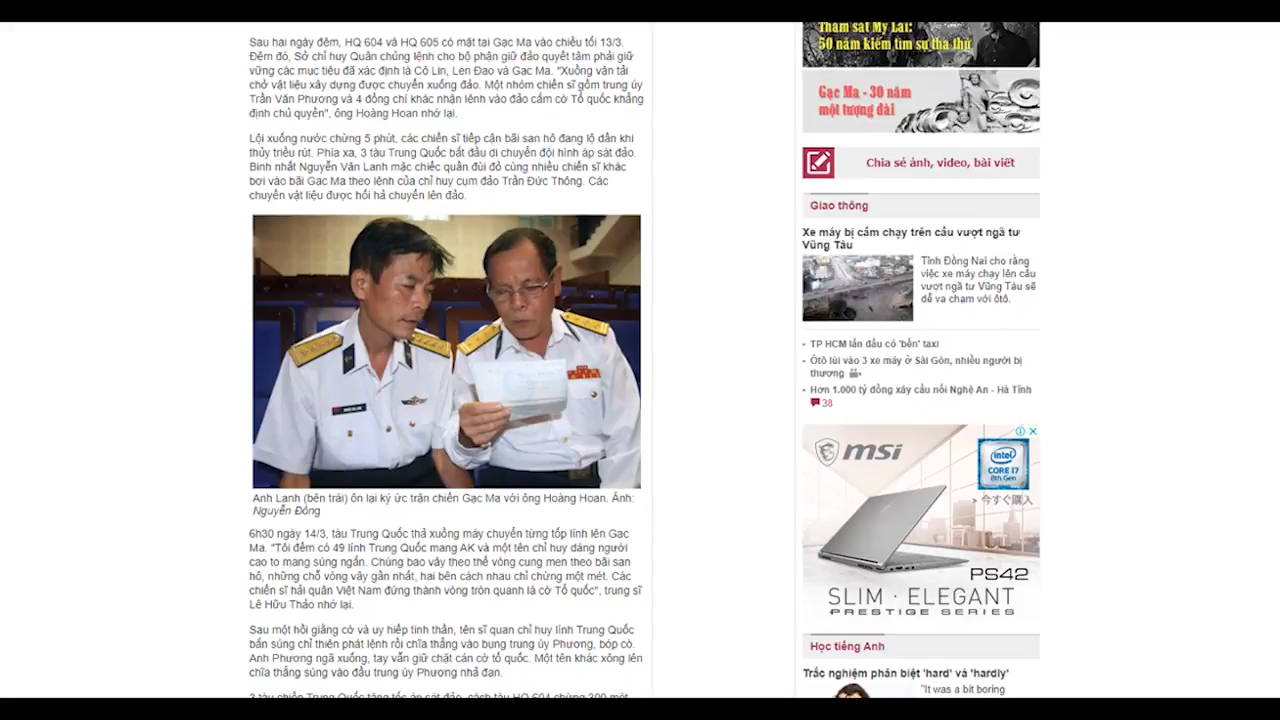 Sau hai ngày đêm, HQ 604 và HQ 605 có mặt tại Gạc Ma vào chiều tối 13/3.
Đêm đó, Sở chỉ huy Quân chủng lệnh cho bộ phận giữ đảo quyết tâm phải giữ
vững các mục tiêu đã xác định là Cô Lin, Len Đao và Gạc Ma. "Xuồng vận tải
chở vật liệu xây dựng được chuyển xuống đảo. Một nhóm chiến sĩ gồm trung úy
Trần Văn Phương và 4 đồng chí khác nhận lệnh vào đảo cắm cờ Tổ quốc khẳng
định chủ quyền", ông Hoàng Hoan nhớ lại.
Lội xuống nước chừng 5 phút, các chiến sĩ tiếp cận bãi san hô đang lộ dần khi
thủy triều rút. Phía xa, 3 tàu Trung Quốc bắt đầu di chuyển đội hình áp sát đảo.
Binh nhất Nguyễn Văn Lanh mặc chiếc quần đùi đỏ cùng nhiều chiến sĩ khác
bơi vào bãi Gạc Ma theo lệnh của chỉ huy cụm đảo Trần Đức Thông. Các
chuyến vật liệu được hối hả chuyển lên đảo.
Anh Lanh (bên trái) ôn lại ký ức trận chiến Gạc Ma với ông Hoàng Hoan. Ảnh:
Nguyễn Đông
6h30 ngày 14/3, tàu Trung Quốc thả xuồng máy chuyển từng tốp lính lên Gạc
Ma. "Tôi đếm có 49 lính Trung Quốc mang AK và một tên chỉ huy dáng người
cao to mang súng ngắn. Chúng bao vây theo thế vòng cung men theo bãi san
hô, những chỗ vòng vây gần nhất, hai bên cách nhau chỉ chừng một mét. Các
chiến sĩ hải quân Việt Nam đứng thành vòng tròn quanh lá cờ Tổ quốc", trung sĩ
Lê Hữu Thảo nhớ lại.
Sau một hồi giằng cờ và uy hiếp tinh thần, tên sĩ quan chỉ huy lính Trung Quốc
bắn súng chỉ thiên phát lệnh rồi chĩa thẳng vào bụng trung úy Phương, bóp cò.
Anh Phương ngã xuống, tay vẫn giữ chặt cán cờ tổ quốc. Một tên khác xông lên
chĩa thẳng súng vào đầu trung úy Phương nhả đạn.
3 tàu chiến Trung Quốc tăng tốc áp sát đảo, cách tàu HQ 604 chừng 300 mét
Thảm sát Mỹ Lai:
50 năm kiếm tìm sự tha thứ
Gạc Ma - 30 năm
một tượng đài
Chia sẻ ảnh, video, bài viết
Giao thông
Xe máy bị cấm chạy trên cầu vượt ngã tư
Vũng Tàu
Tỉnh Đồng Nai cho rằng
việc xe máy chạy lên cầu
vượt ngã tư Vũng Tàu sẽ
dễ va chạm với ôtô.
TP HCM lần đầu có 'bến' taxi
Ôtô lùi vào 3 xe máy ở Sài Gòn, nhiều người bị
thương
Hơn 1.000 tỷ đồng xây cầu nối Nghệ An - Hà Tĩnh
38
msi
intel
CORE i7
8th Gen
> 今すぐ購入
PS42
SLIM · ELEGANT
PRESTIGE SERIES
Học tiếng Anh
Trắc nghiệm phân biệt 'hard' và 'hardly'
"It was a bit boring